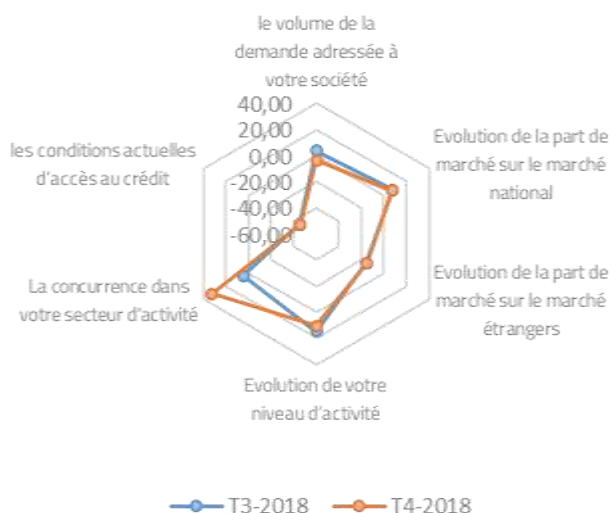 le volume de la
demande adressée à
votre société
40,00
20,00
0,00
-20,00
-40,00
-60,00
Evolution de la part de
marché sur le marché
national
Evolution de la part de
marché sur le marché
étrangers
Evolution de votre
niveau d'activité
La concurrence dans
votre secteur d'activité
les conditions actuelles
d'accès au crédit
T3-2018
T4-2018